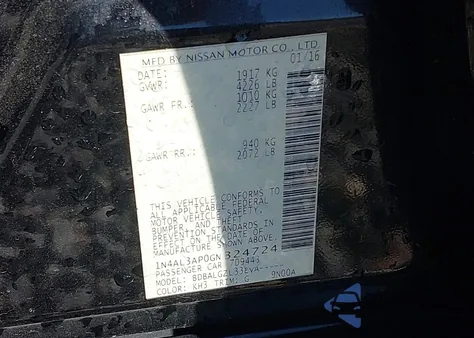 MFD BY NISSAN MOTOR CO., LTD
01/16
DATE: 1917 KG
GVWR: 4226 LB
1010 KG
GAWR FR.: 2227 LB
940 KG
GAWR RR.: 2072 LB
THIS VEHICLE CONFORMS TO
ALL APPLICABLE FEDERAL
MOTOR VEHICLE SAFETY,
BUMPER, AND THEFT
PREVENTION STANDARDS IN
EFFECT ON THE DATE OF
MANUFACTURE SHOWN ABOVE.
1N4AL3AP0GN 324724
PASSENGER CAR
MODEL: BDBALGZL33EVA-----
COLOR: KH3 TRIM: G 9N00A